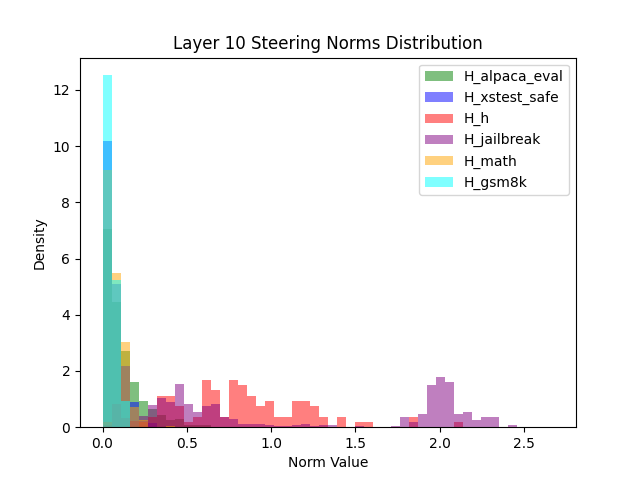 Layer 10 Steering Norms Distribution
H_alpaca_eval
H_xstest_safe
H_h
H_jailbreak
H_math
H_gsm8k
Density
12
10
8
6
4
2
0
0.0 0.5 1.0 1.5 2.0 2.5
Norm Value